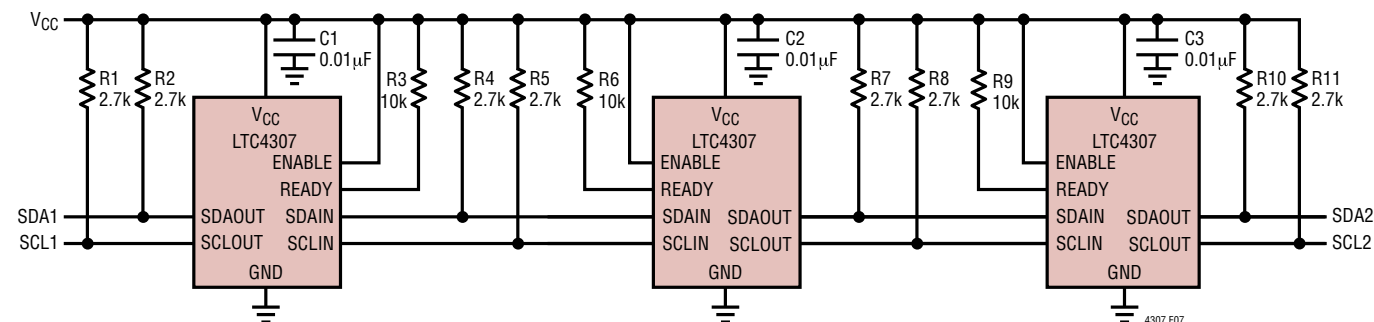 VCC
R1
2.7k
R2
2.7k
C1
0.01μF
R3
10k
R4
2.7k
R5
2.7k
R6
10k
C2
0.01μF
R7
2.7k
R8
2.7k
R9
10k
C3
0.01μF
R10
2.7k
R11
2.7k
VCC
LTC4307
ENABLE
READY
SDAOUT SDAIN
SCLOUT SCLIN
GND
VCC
LTC4307
ENABLE
READY
SDAIN SDAOUT
SCLIN SCLOUT
GND
VCC
LTC4307
ENABLE
READY
SDAIN SDAOUT
SCLIN SCLOUT
GND
SDA1
SCL1
SDA2
SCL2
4307 F07